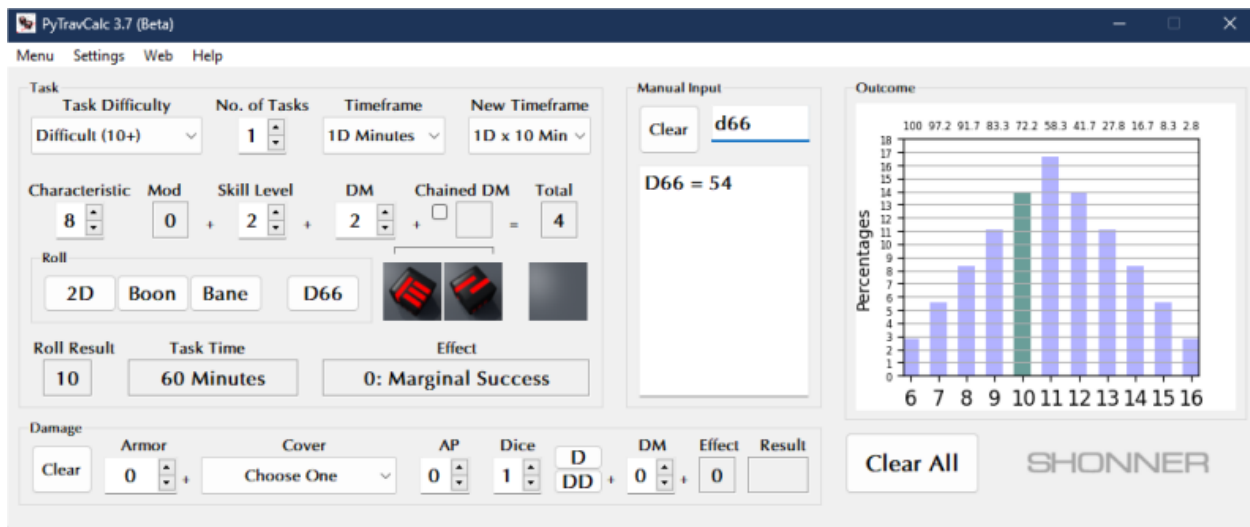 PyTravCalc 3.7 (Beta)
Menu Settings Web Help
Task
Task Difficulty No. of Tasks Timeframe New Timeframe
Difficult (10+) 1 1D Minutes 1D x 10 Min
Characteristic Mod Skill Level DM Chained DM Total
8 0 + 2 + 2 + = 4
Roll
2D Boon Bane D66
Roll Result Task Time Effect
10 60 Minutes 0: Marginal Success
Manual Input
Clear d66
D66 = 54
Outcome
100 97.2 91.7 83.3 72.2 58.3 41.7 27.8 16.7 8.3 2.8
Percentages
18
17
16
15
14
13
12
11
10
9
8
7
6
5
4
3
2
1
0
6 7 8 9 10 11 12 13 14 15 16
Damage
Armor Cover AP Dice DM Effect Result
Clear 0 + Choose One 0 1 D DD + 0 + 0
Clear All
SHONNER